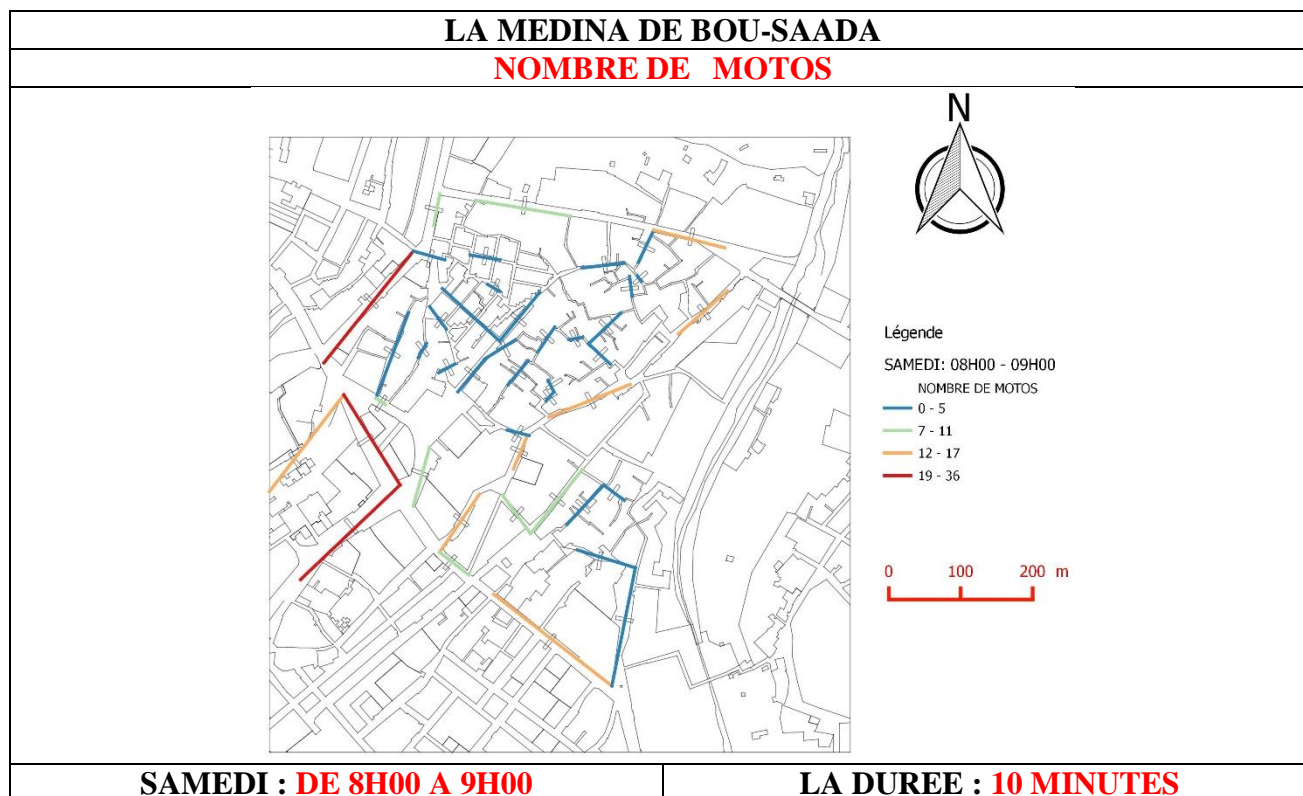 LA MEDINA DE BOU-SAADA
NOMBRE DE MOTOS
N
Légende
SAMEDI: 08H00 - 09H00
NOMBRE DE MOTOS
0 - 5
7 - 11
12 - 17
19 - 36
0 100 200 m
SAMEDI : DE 8H00 A 9H00
LA DUREE : 10 MINUTES